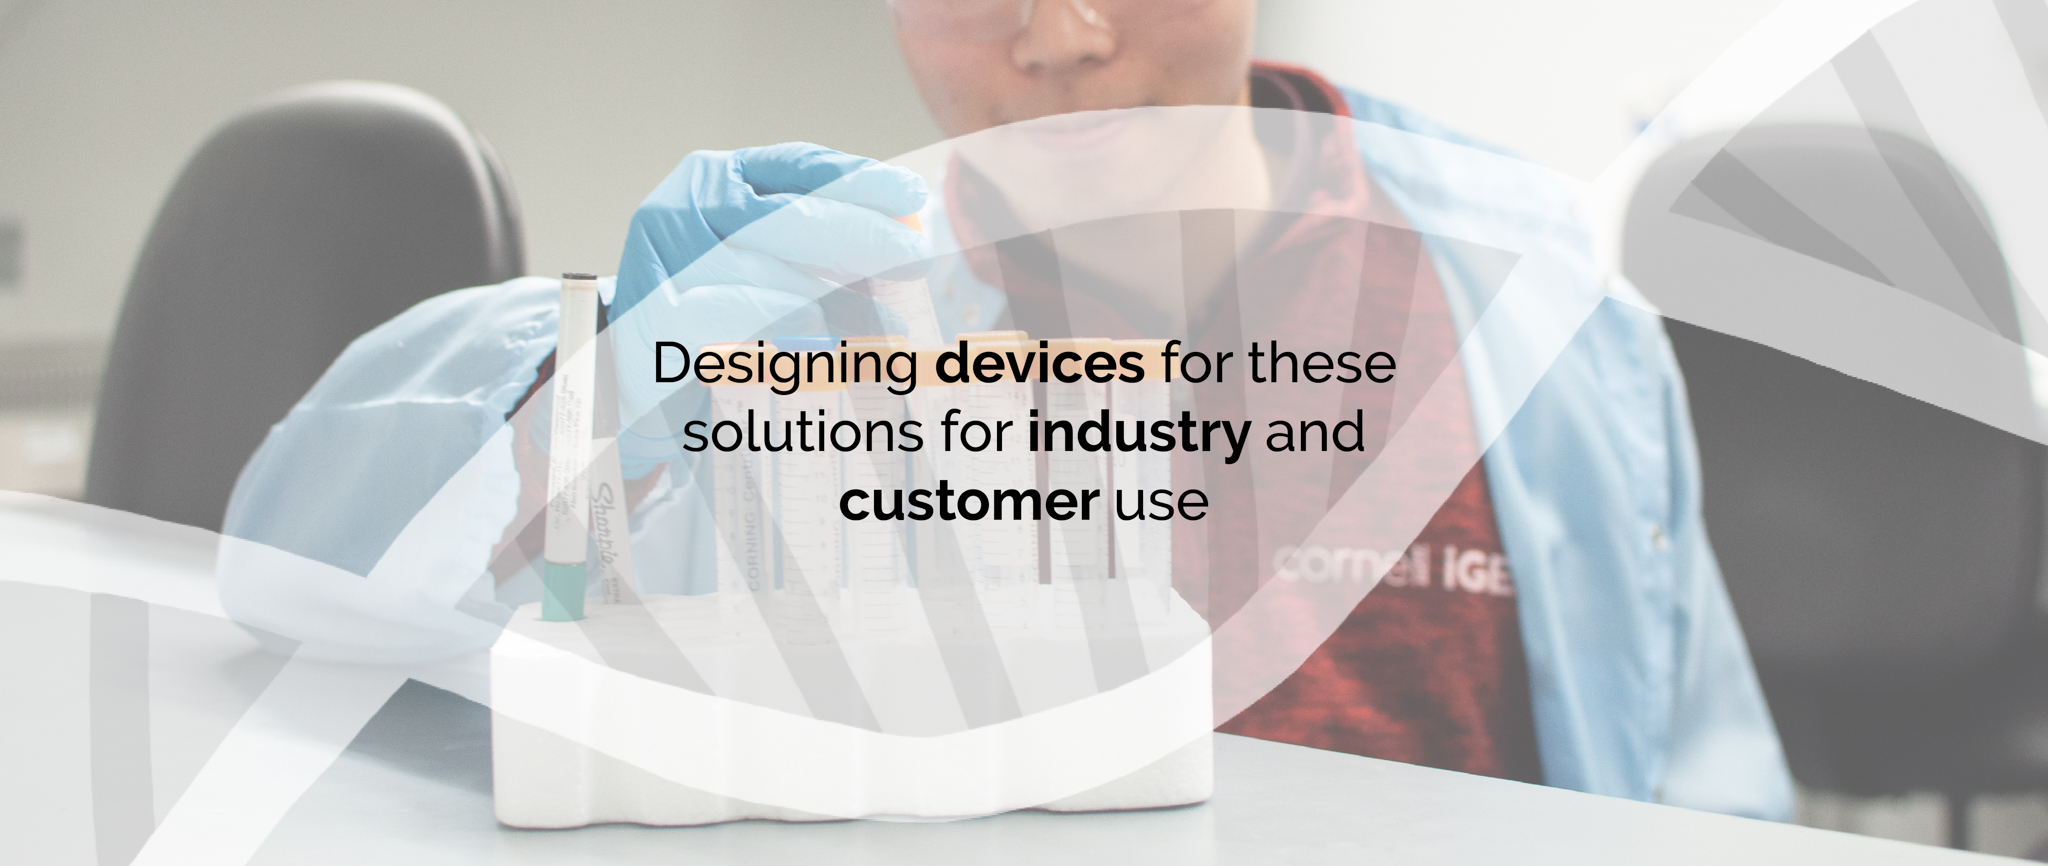 Designing devices for these
solutions for industry and
customer use
Sharpie
CORNING
cornell iGE